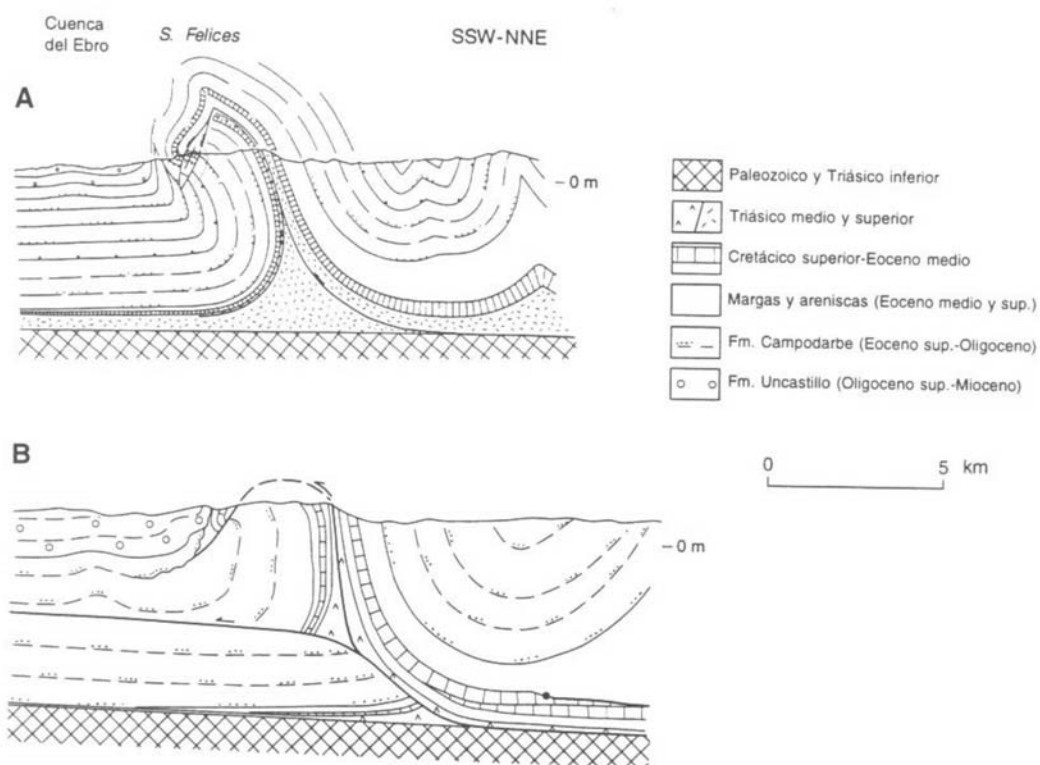 Cuenca
del Ebro
S. Felices
SSW-NNE
A
– 0 m
Paleozoico y Triásico inferior
Triásico medio y superior
Cretácico superior-Eoceno medio
Margas y areniscas (Eoceno medio y sup.)
Fm. Campodarbe (Eoceno sup.-Oligoceno)
Fm. Uncastillo (Oligoceno sup.-Mioceno)
B
0 5 km
– 0 m